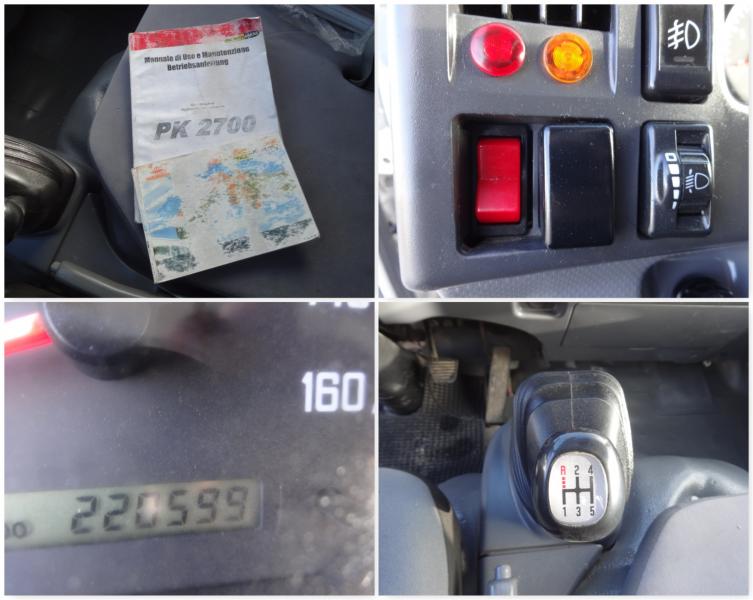 Manuale di Uso e Manutenzione
Betriebsanleitung
PK 2700
160
220599
R 2 4
1 3 5